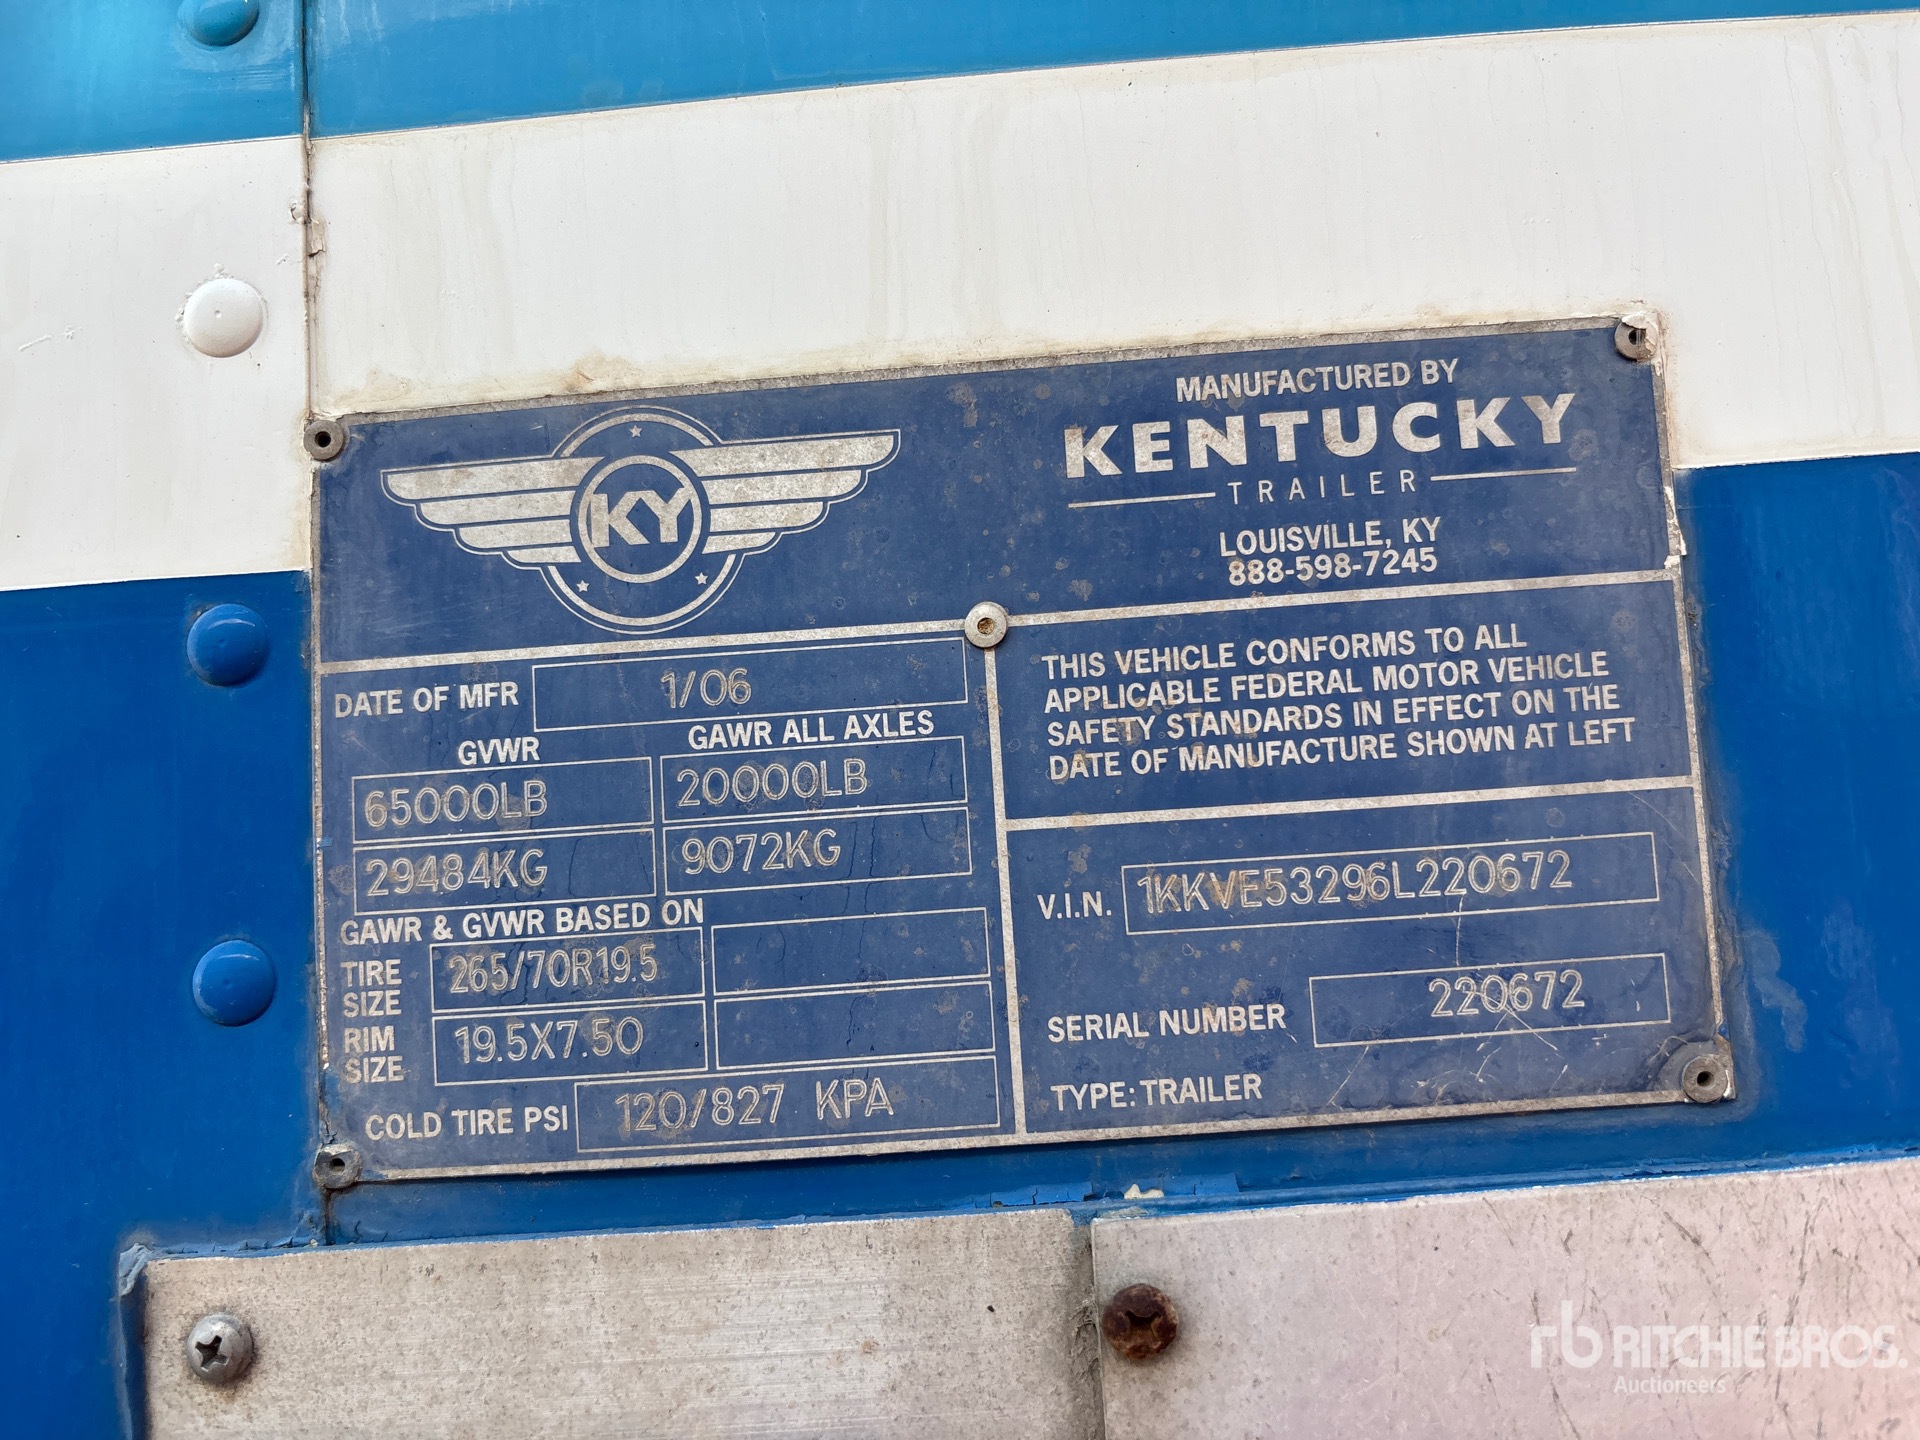 KY
MANUFACTURED BY
KENTUCKY
TRAILER
LOUISVILLE, KY
888-598-7245
DATE OF MFR 1/06
GVWR GAWR ALL AXLES
65000LB 20000LB
29484KG 9072KG
GAWR & GVWR BASED ON
TIRE SIZE 265/70R19.5
RIM SIZE 19.5X7.50
COLD TIRE PSI 120/827 KPA
THIS VEHICLE CONFORMS TO ALL
APPLICABLE FEDERAL MOTOR VEHICLE
SAFETY STANDARDS IN EFFECT ON THE
DATE OF MANUFACTURE SHOWN AT LEFT
V.I.N. 1KKVE53296L220672
SERIAL NUMBER 220672
TYPE: TRAILER
rb RITCHIE BROS.
Auctioneers